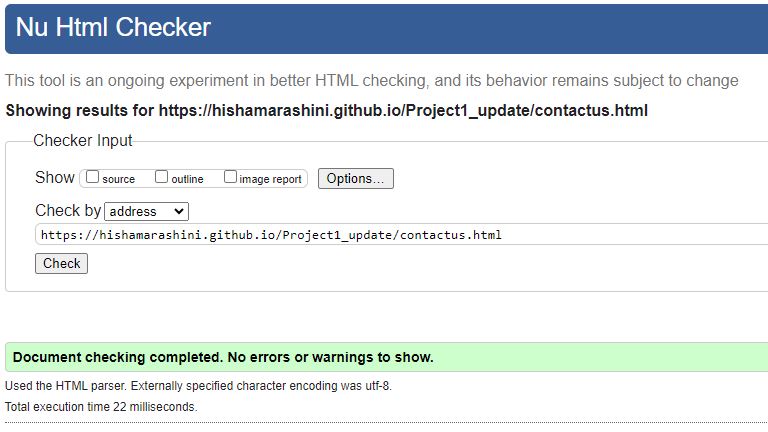 Nu Html Checker
This tool is an ongoing experiment in better HTML checking, and its behavior remains subject to change
Showing results for https://hishamarashini.github.io/Project1_update/contactus.html
Checker Input
Show source outline image report Options...
Check by address
https://hishamarashini.github.io/Project1_update/contactus.html
Check
Document checking completed. No errors or warnings to show.
Used the HTML parser. Externally specified character encoding was utf-8.
Total execution time 22 milliseconds.